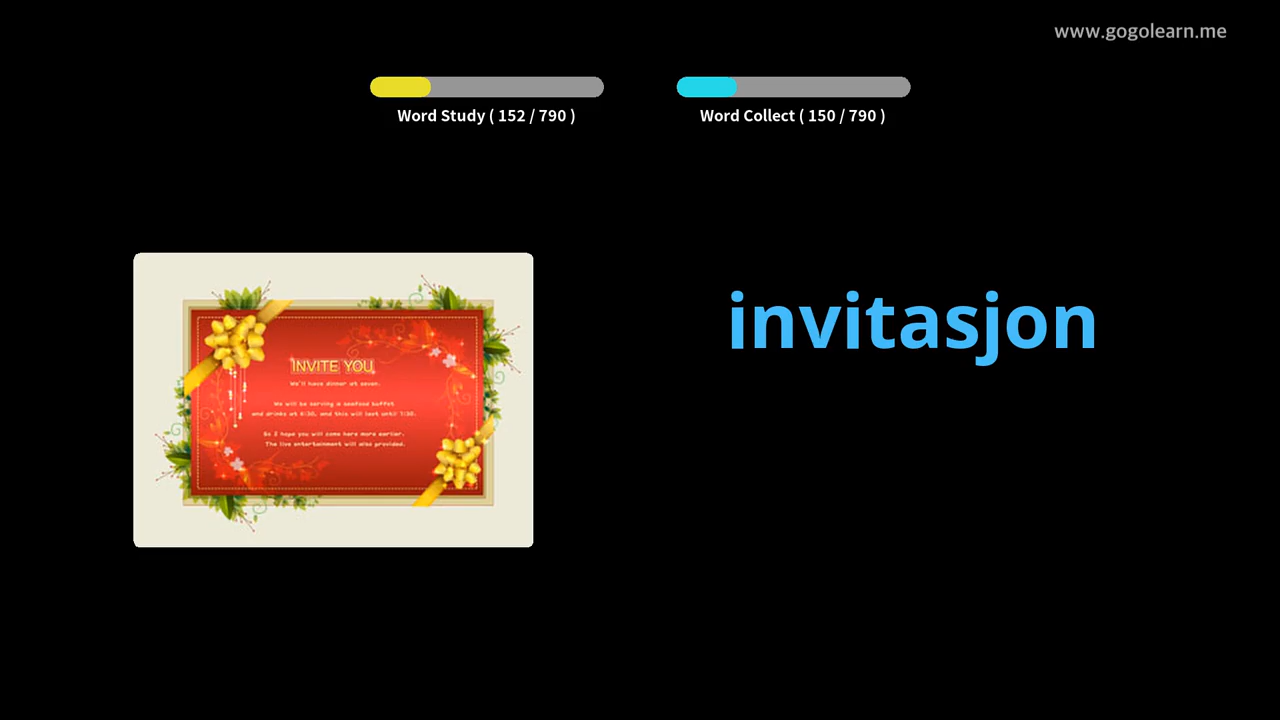 www.gogolearn.me
Word Study ( 152 / 790 )
Word Collect ( 150 / 790 )
INVITE YOU
We'll have dinner at seven.
We will be serving a seafood buffet
and drinks at 6:30, and this will last until 7:30.
So I hope you will come here more earlier.
The live entertainment will also provided.
invitasjon